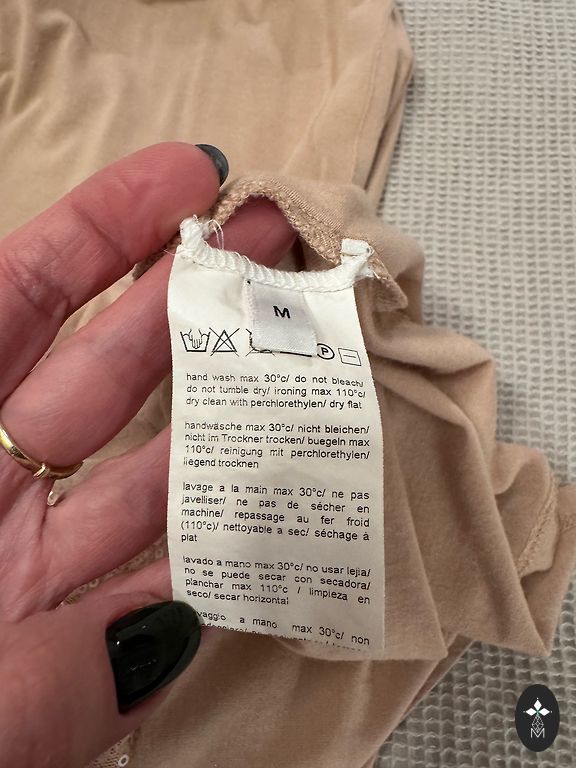 M
P
hand wash max 30°c/ do not bleach/
do not tumble dry/ ironing max 110°c/
dry clean with perchlorethylen/ dry flat
handwäsche max 30°c/ nicht bleichen/
nicht im Trockner trocken/ buegeln max
110°c/ reinigung mit perchlorethylen/
liegend trocknen
lavage a la main max 30°c/ ne pas
javelliser/ ne pas de sécher en
machine/ repassage au fer froid
(110°c)/ nettoyable a sec/ séchage à
plat
lavado a mano max 30°c/ no usar lejia/
no se puede secar con secadora/
planchar max 110°c / limpieza en
seco/ secar horizontal
a mano max 30°c/ non
M